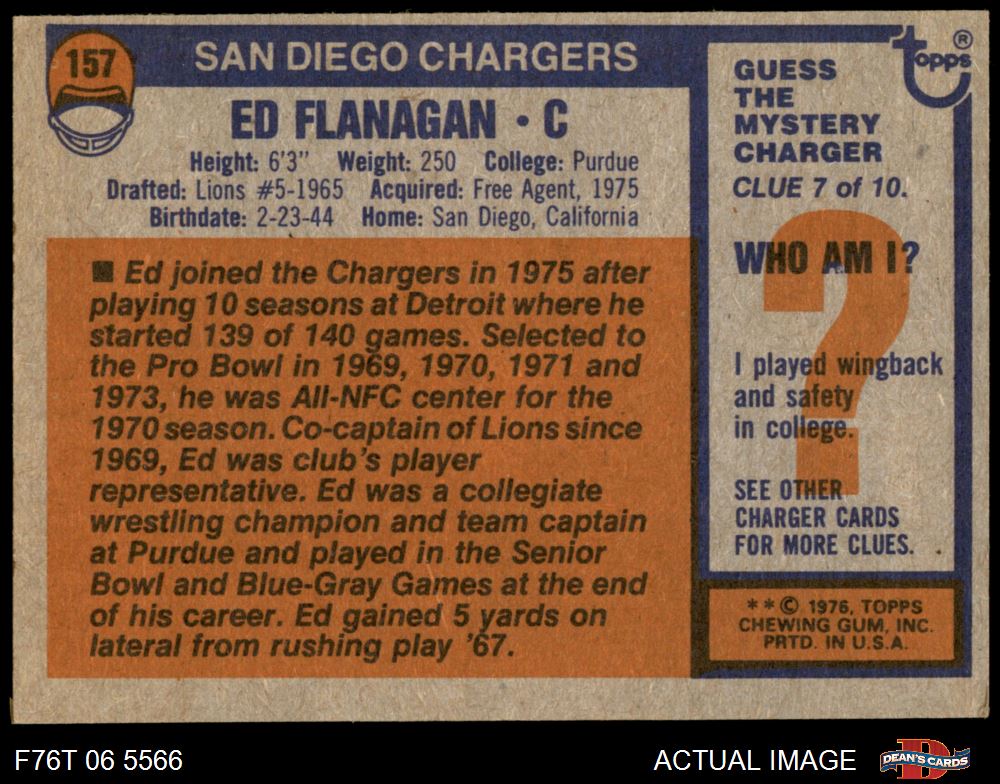 157
SAN DIEGO CHARGERS
ED FLANAGAN • C
Height: 6'3" Weight: 250 College: Purdue
Drafted: Lions #5-1965 Acquired: Free Agent, 1975
Birthdate: 2-23-44 Home: San Diego, California
■ Ed joined the Chargers in 1975 after
playing 10 seasons at Detroit where he
started 139 of 140 games. Selected to
the Pro Bowl in 1969, 1970, 1971 and
1973, he was All-NFC center for the
1970 season. Co-captain of Lions since
1969, Ed was club's player
representative. Ed was a collegiate
wrestling champion and team captain
at Purdue and played in the Senior
Bowl and Blue-Gray Games at the end
of his career. Ed gained 5 yards on
lateral from rushing play '67.
topps ®
GUESS
THE
MYSTERY
CHARGER
CLUE 7 of 10.
WHO AM I?
?
I played wingback
and safety
in college.
SEE OTHER
CHARGER CARDS
FOR MORE CLUES.
**© 1976, TOPPS
CHEWING GUM, INC.
PRTD. IN U.S.A.
F76T 06 5566
ACTUAL IMAGE
D
DEAN'S CARDS